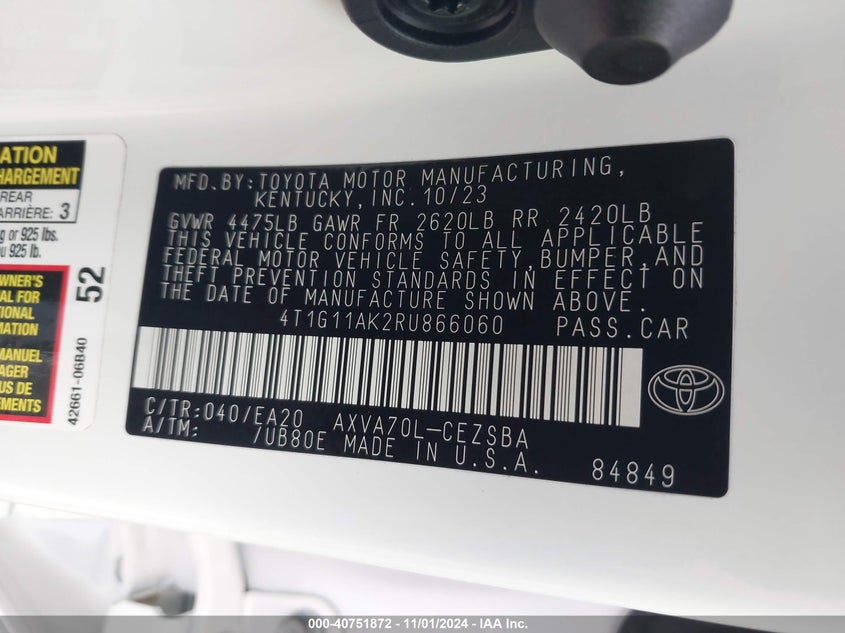 ATION
HARGEMENT
REAR
ARRIÈRE: 3
g or 925 lbs.
u 925 lb.
WNER'S
AL FOR
TIONAL
MATION
MANUEL
AGER
US DE
EMENTS
52
42661-06B40
MFD.BY:TOYOTA MOTOR MANUFACTURING,
KENTUCKY, INC. 10/23
GVWR 4475LB GAWR FR 2620LB RR 2420LB
THIS VEHICLE CONFORMS TO ALL APPLICABLE
FEDERAL MOTOR VEHICLE SAFETY,BUMPER,AND
THEFT PREVENTION STANDARDS IN EFFECT ON
THE DATE OF MANUFACTURE SHOWN ABOVE.
4T1G11AK2RU866060 PASS.CAR
C/TR:040/EA20 AXVA70L-CEZSBA
A/TM: /UB80E MADE IN U.S.A.
84849
000-40751872 - 11/01/2024 - IAA Inc.